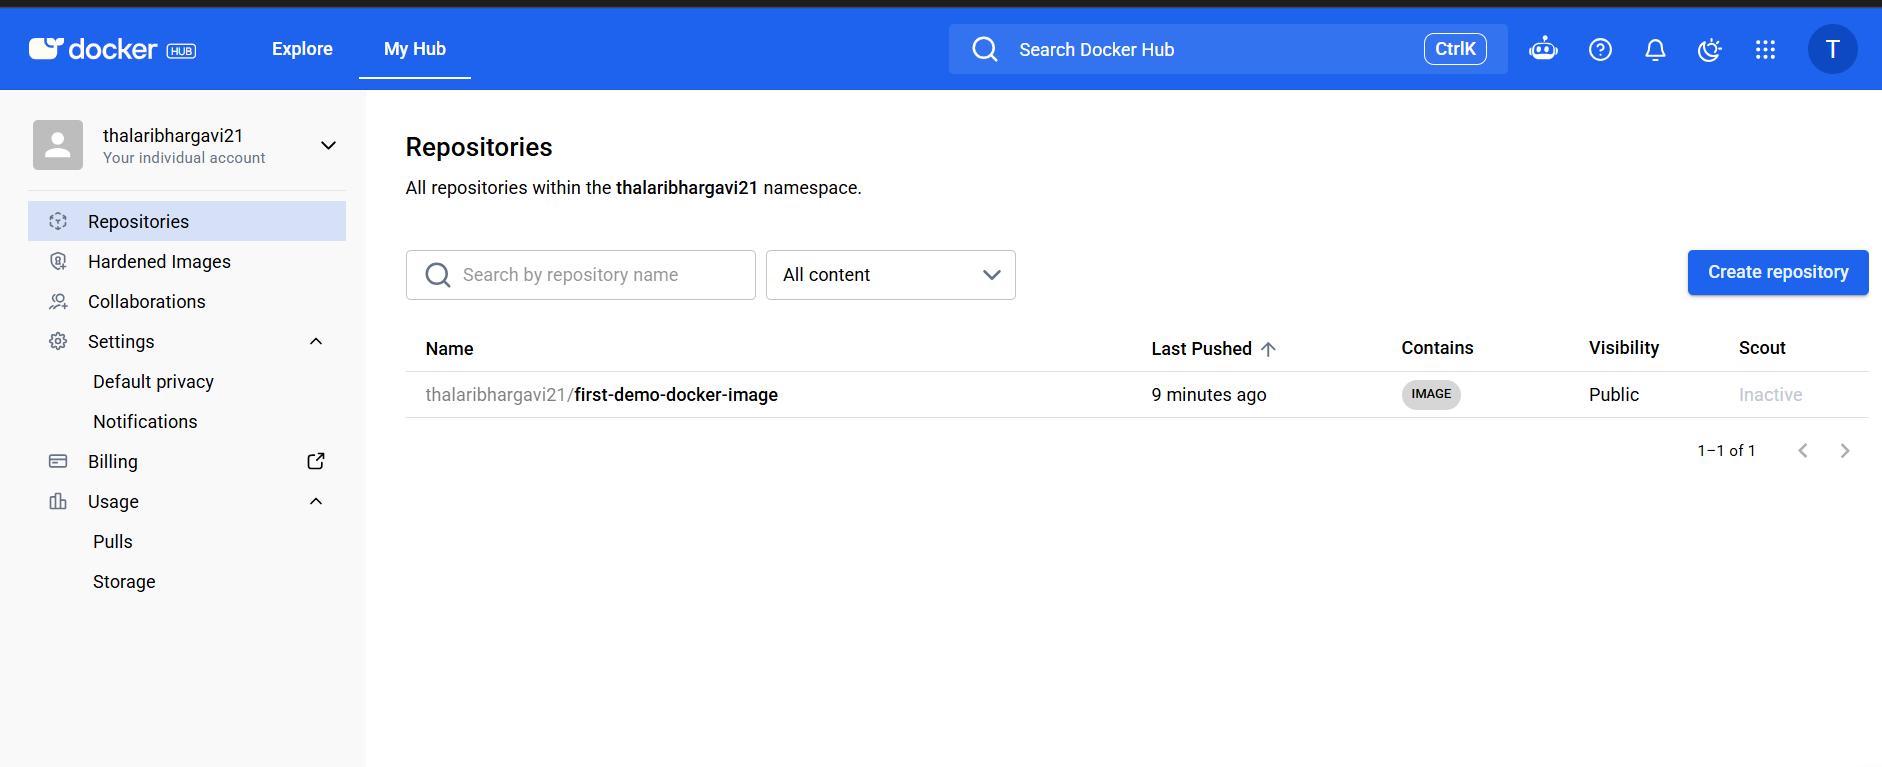 docker HUB Explore My Hub Search Docker Hub CtrlK T
thalaribhargavi21
Your individual account
Repositories
Hardened Images
Collaborations
Settings
Default privacy
Notifications
Billing
Usage
Pulls
Storage
Repositories
All repositories within the thalaribhargavi21 namespace.
Search by repository name All content Create repository
Name Last Pushed Contains Visibility Scout
thalaribhargavi21/first-demo-docker-image 9 minutes ago IMAGE Public Inactive
1–1 of 1